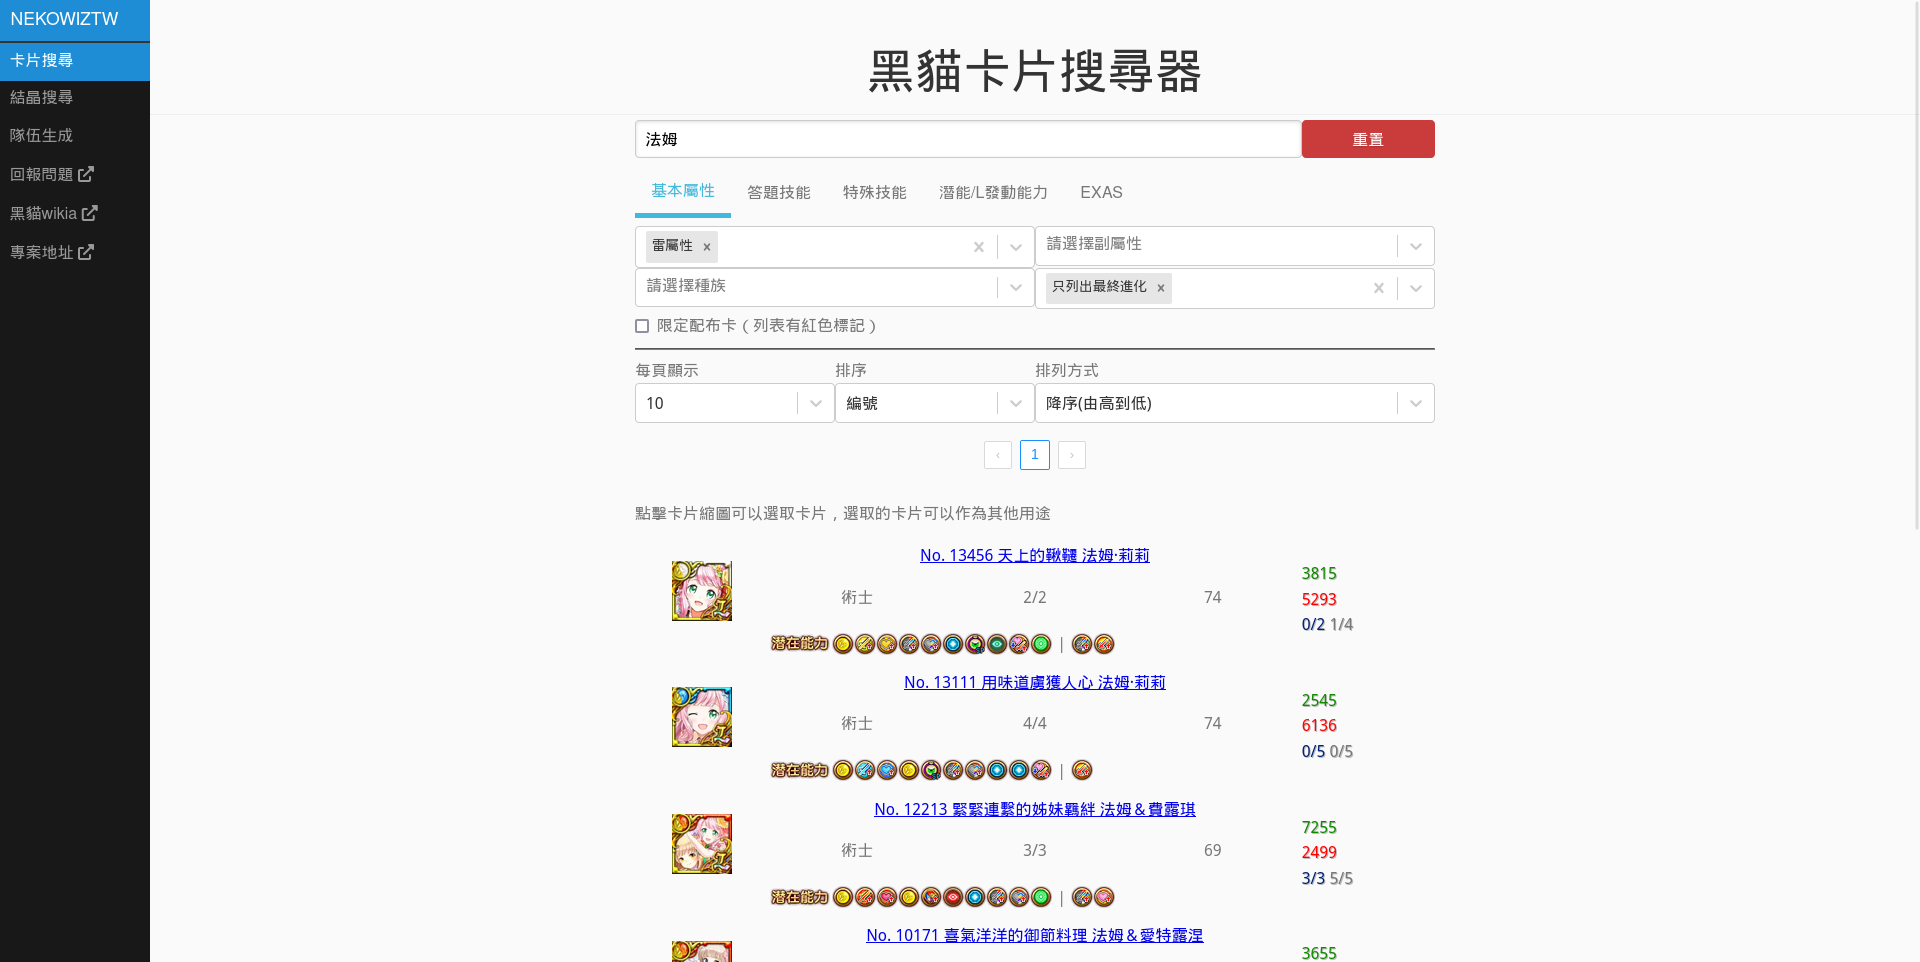 NEKOWIZTW
卡片搜尋
結晶搜尋
隊伍生成
回報問題
黑貓wikia
專案地址
黑貓卡片搜尋器
法姆
重置
基本屬性 答題技能 特殊技能 潛能/L發動能力 EXAS
雷屬性 ×
請選擇副屬性
請選擇種族
只列出最終進化 ×
限定配布卡（列表有紅色標記）
每頁顯示 排序 排列方式
10 編號 降序(由高到低)
‹ 1 ›
點擊卡片縮圖可以選取卡片，選取的卡片可以作為其他用途
No. 13456 天上的鞦韆 法姆·莉莉
術士 2/2 74
3815
5293
0/2 1/4
潜在能力 |
No. 13111 用味道虜獲人心 法姆·莉莉
術士 4/4 74
2545
6136
0/5 0/5
潜在能力 |
No. 12213 緊緊連繫的姊妹羈絆 法姆＆費露琪
術士 3/3 69
7255
2499
3/3 5/5
潜在能力 |
No. 10171 喜氣洋洋的御節料理 法姆＆愛特露涅
3655